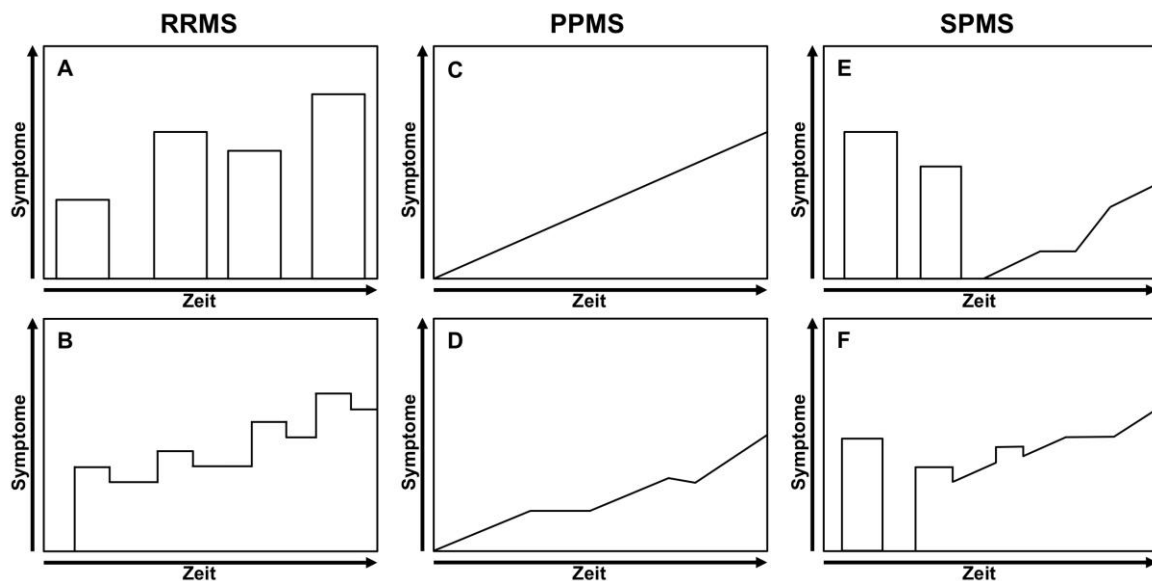 RRMS PPMS SPMS
A C E
Symptome Symptome Symptome
Zeit Zeit Zeit
B D F
Symptome Symptome Symptome
Zeit Zeit Zeit